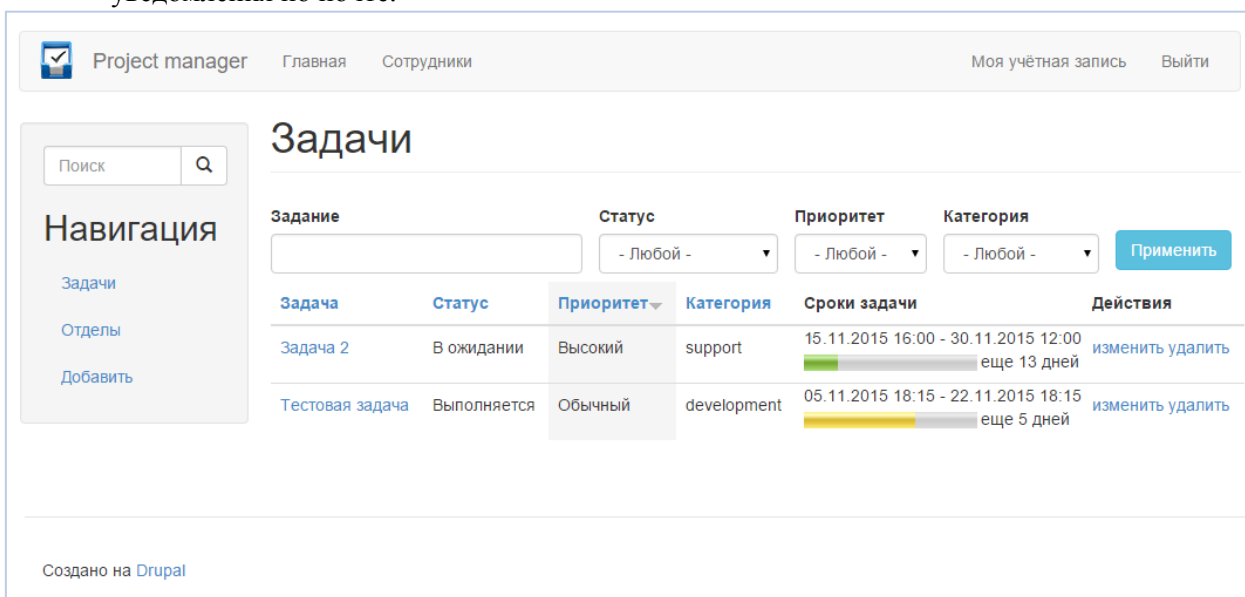 уведомления по почте.
Project manager Главная Сотрудники Моя учётная запись Выйти
Задачи
Поиск
Навигация
Задачи
Отделы
Добавить
Задание Статус Приоритет Категория
- Любой - - Любой - - Любой - Применить
Задача Статус Приоритет Категория Сроки задачи Действия
Задача 2 В ожидании Высокий support 15.11.2015 16:00 - 30.11.2015 12:00 изменить удалить
еще 13 дней
Тестовая задача Выполняется Обычный development 05.11.2015 18:15 - 22.11.2015 18:15 изменить удалить
еще 5 дней
Создано на Drupal